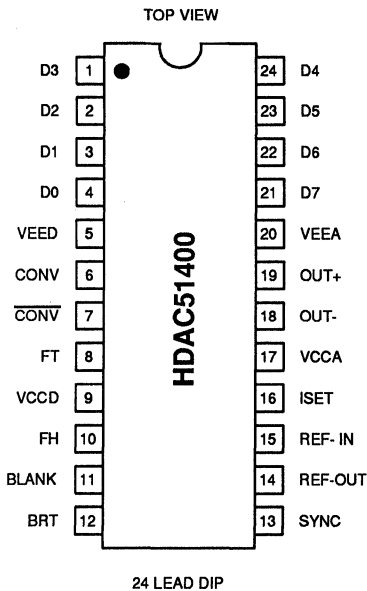 TOP VIEW
D3 1 24 D4
D2 2 23 D5
D1 3 22 D6
D0 4 21 D7
VEED 5 20 VEEA
CONV 6 19 OUT+
C̅O̅N̅V̅ 7 18 OUT-
FT 8 17 VCCA
VCCD 9 16 ISET
FH 10 15 REF- IN
BLANK 11 14 REF-OUT
BRT 12 13 SYNC
HDAC51400
24 LEAD DIP